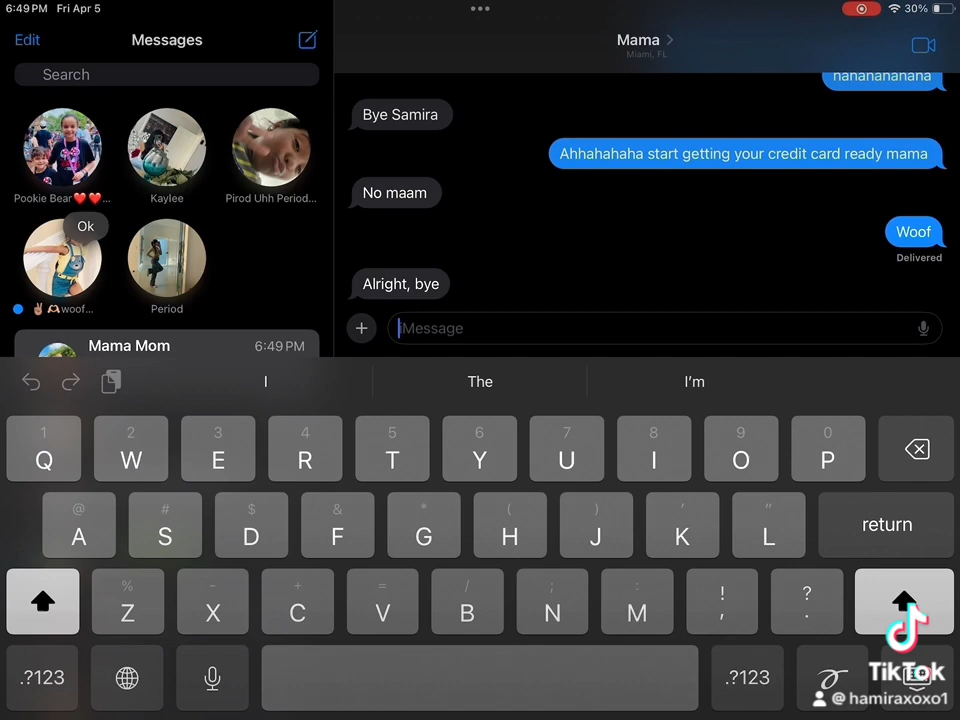 6:49 PM Fri Apr 5
30%
Edit
Messages
Search
Pookie Bear❤️❤️...
Kaylee
Pirod Uhh Period...
Ok
✌🏽🫶🏽woof...
Period
Mama Mom
6:49 PM
Mama
Miami, FL
hahahahahaha
Bye Samira
Ahhahahaha start getting your credit card ready mama
No maam
Woof
Delivered
Alright, bye
iMessage
I
The
I'm
1 2 3 4 5 6 7 8 9 0
Q W E R T Y U I O P
@ # $ & * ( ) ' "
A S D F G H J K L
return
% - + = / ; :
Z X C V B N M ! , ? .
.?123
.?123
TikTok
@hamiraxoxo1